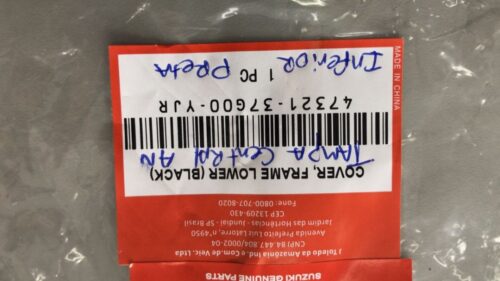 SUZUKI GENUINE PARTS
J Toledo da Amazônia Ind. e Com. de Veic. Ltda
CNPJ 84.447.804/0002-04
Avenida Prefeito Luiz Latorre, nº4950
Jardim das Hortências - Jundiaí - SP Brasil
CEP 13209-430
Fone: 0800-707-8020
COVER, FRAME LOWER (BLACK)
TAMPA CENTRAL AN
47321-37G00-YJR
1 PC
INFERIOR PRETA
MADE IN CHINA